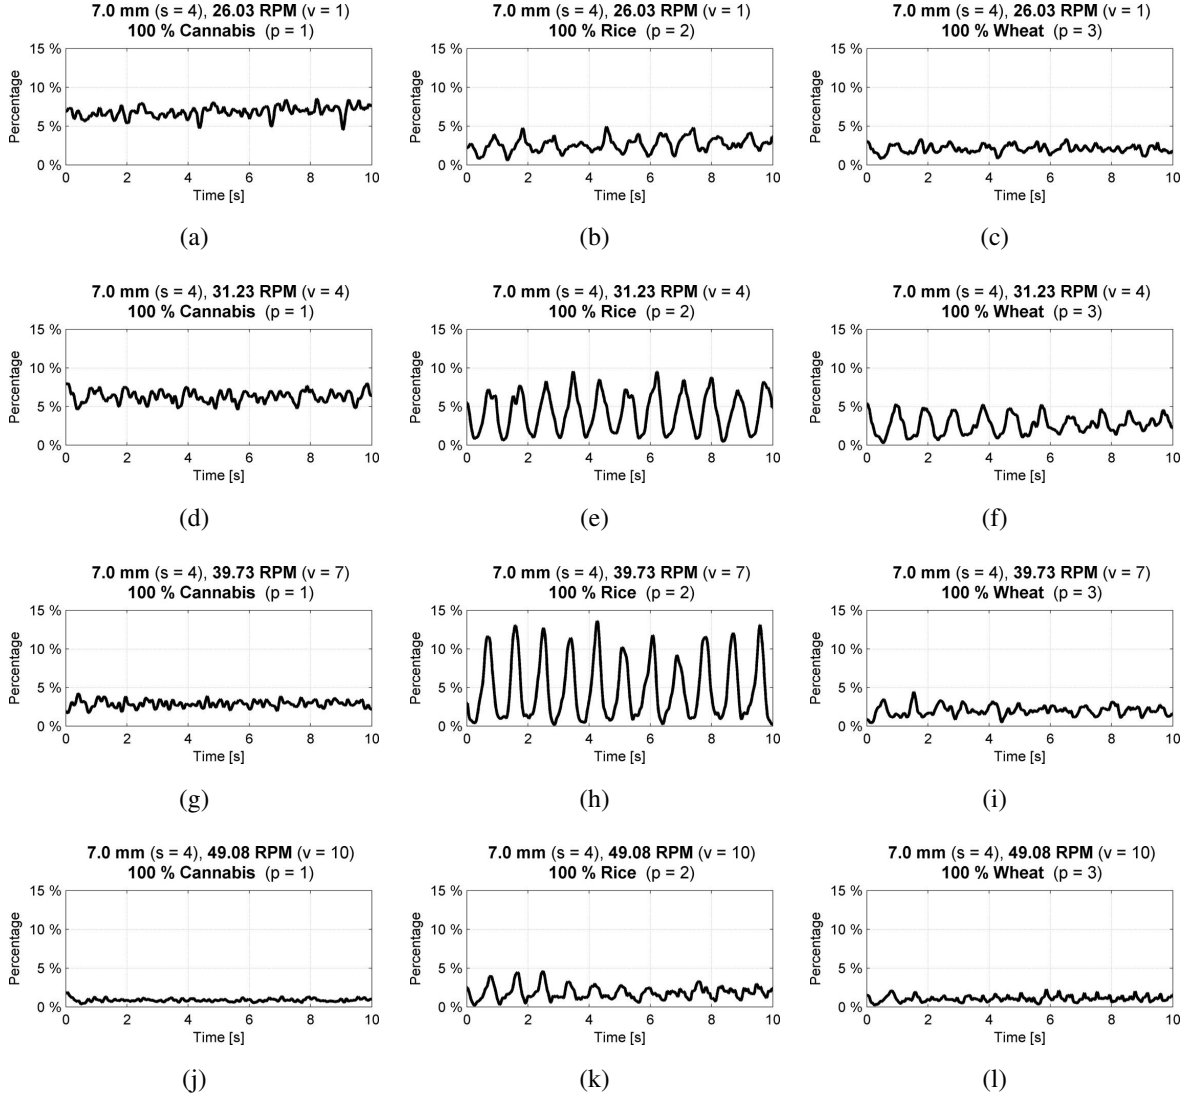 7.0 mm (s = 4), 26.03 RPM (v = 1)
100 % Cannabis (p = 1)
15 %
10 %
5 %
0 %
Percentage
0 2 4 6 8 10
Time [s]
(a)
7.0 mm (s = 4), 26.03 RPM (v = 1)
100 % Rice (p = 2)
15 %
10 %
5 %
0 %
Percentage
0 2 4 6 8 10
Time [s]
(b)
7.0 mm (s = 4), 26.03 RPM (v = 1)
100 % Wheat (p = 3)
15 %
10 %
5 %
0 %
Percentage
0 2 4 6 8 10
Time [s]
(c)
7.0 mm (s = 4), 31.23 RPM (v = 4)
100 % Cannabis (p = 1)
15 %
10 %
5 %
0 %
Percentage
0 2 4 6 8 10
Time [s]
(d)
7.0 mm (s = 4), 31.23 RPM (v = 4)
100 % Rice (p = 2)
15 %
10 %
5 %
0 %
Percentage
0 2 4 6 8 10
Time [s]
(e)
7.0 mm (s = 4), 31.23 RPM (v = 4)
100 % Wheat (p = 3)
15 %
10 %
5 %
0 %
Percentage
0 2 4 6 8 10
Time [s]
(f)
7.0 mm (s = 4), 39.73 RPM (v = 7)
100 % Cannabis (p = 1)
15 %
10 %
5 %
0 %
Percentage
0 2 4 6 8 10
Time [s]
(g)
7.0 mm (s = 4), 39.73 RPM (v = 7)
100 % Rice (p = 2)
15 %
10 %
5 %
0 %
Percentage
0 2 4 6 8 10
Time [s]
(h)
7.0 mm (s = 4), 39.73 RPM (v = 7)
100 % Wheat (p = 3)
15 %
10 %
5 %
0 %
Percentage
0 2 4 6 8 10
Time [s]
(i)
7.0 mm (s = 4), 49.08 RPM (v = 10)
100 % Cannabis (p = 1)
15 %
10 %
5 %
0 %
Percentage
0 2 4 6 8 10
Time [s]
(j)
7.0 mm (s = 4), 49.08 RPM (v = 10)
100 % Rice (p = 2)
15 %
10 %
5 %
0 %
Percentage
0 2 4 6 8 10
Time [s]
(k)
7.0 mm (s = 4), 49.08 RPM (v = 10)
100 % Wheat (p = 3)
15 %
10 %
5 %
0 %
Percentage
0 2 4 6 8 10
Time [s]
(l)